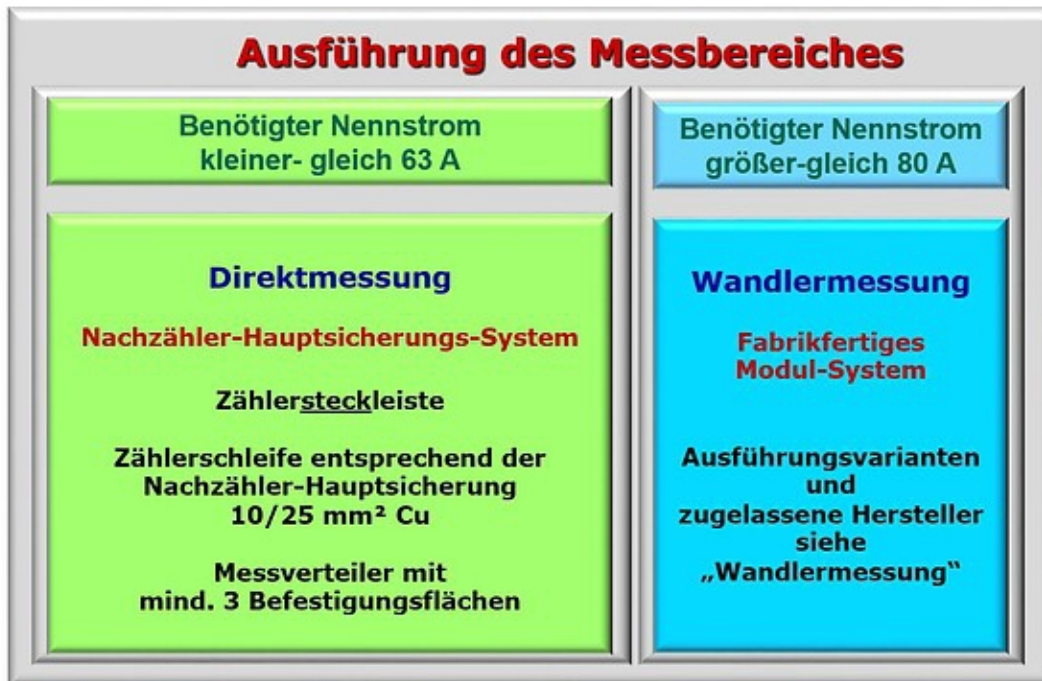 Ausführung des Messbereiches
Benötigter Nennstrom
kleiner- gleich 63 A
Direktmessung
Nachzähler-Hauptsicherungs-System
Zählersteckleiste
Zählerschleife entsprechend der
Nachzähler-Hauptsicherung
10/25 mm² Cu
Messverteiler mit
mind. 3 Befestigungsflächen
Benötigter Nennstrom
größer-gleich 80 A
Wandlermessung
Fabrikfertiges
Modul-System
Ausführungsvarianten
und
zugelassene Hersteller
siehe
„Wandlermessung“